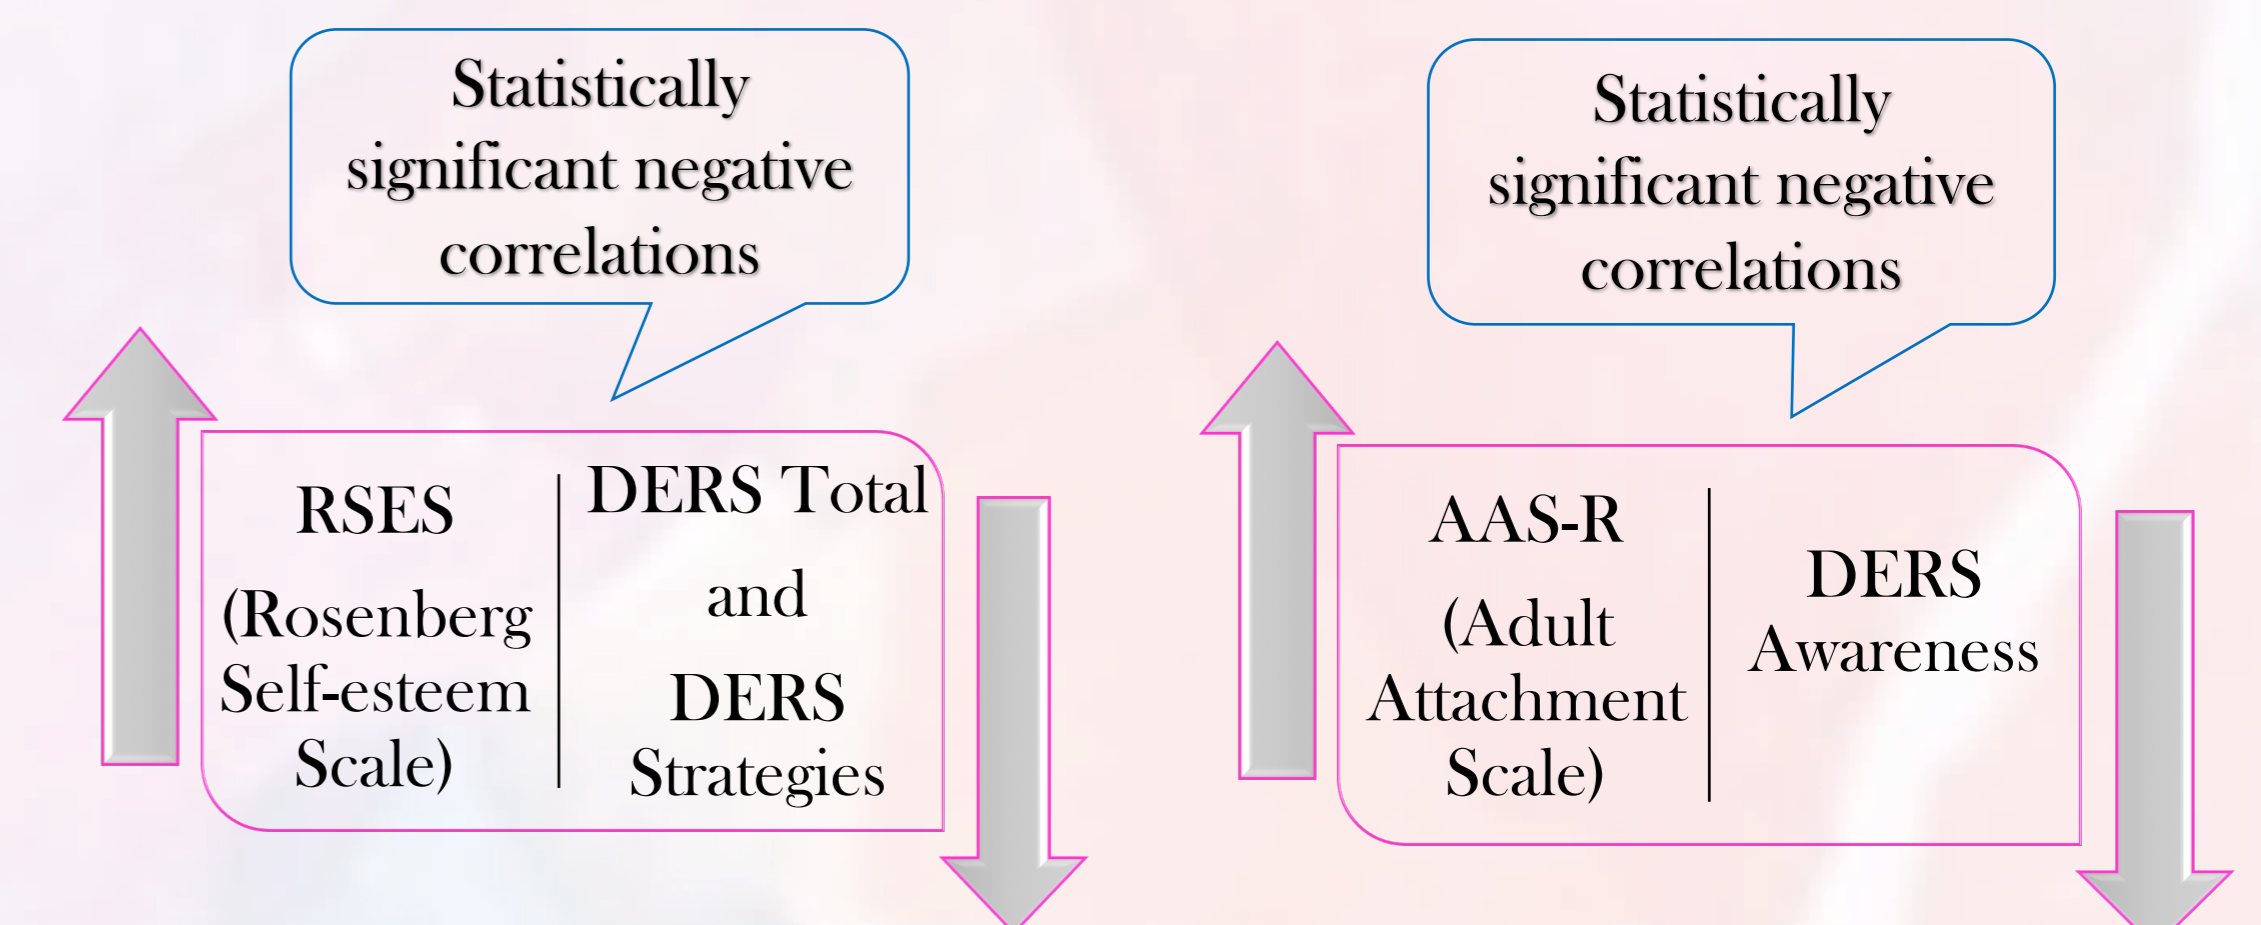 Statistically
significant negative
correlations
RSES
(Rosenberg
Self-esteem
Scale)
DERS Total
and
DERS
Strategies
Statistically
significant negative
correlations
AAS-R
(Adult
Attachment
Scale)
DERS
Awareness